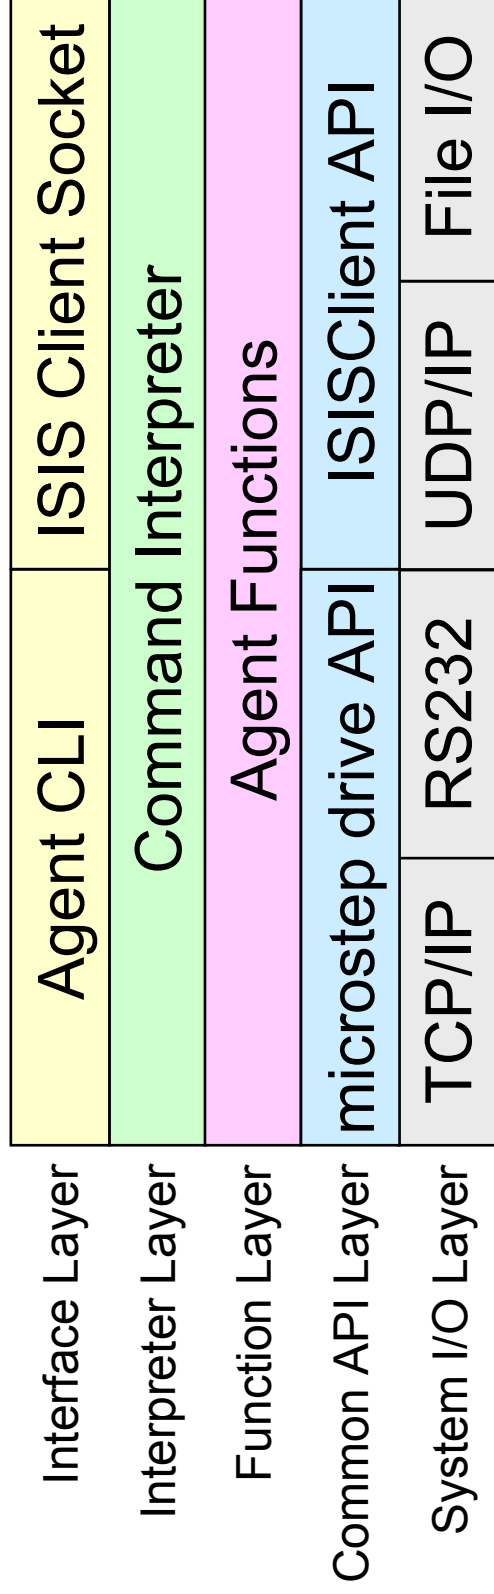 Interface Layer
Agent CLI
ISIS Client Socket
Interpreter Layer
Command Interpreter
Function Layer
Agent Functions
Common API Layer
microstep drive API
ISISClient API
System I/O Layer
TCP/IP
RS232
UDP/IP
File I/O